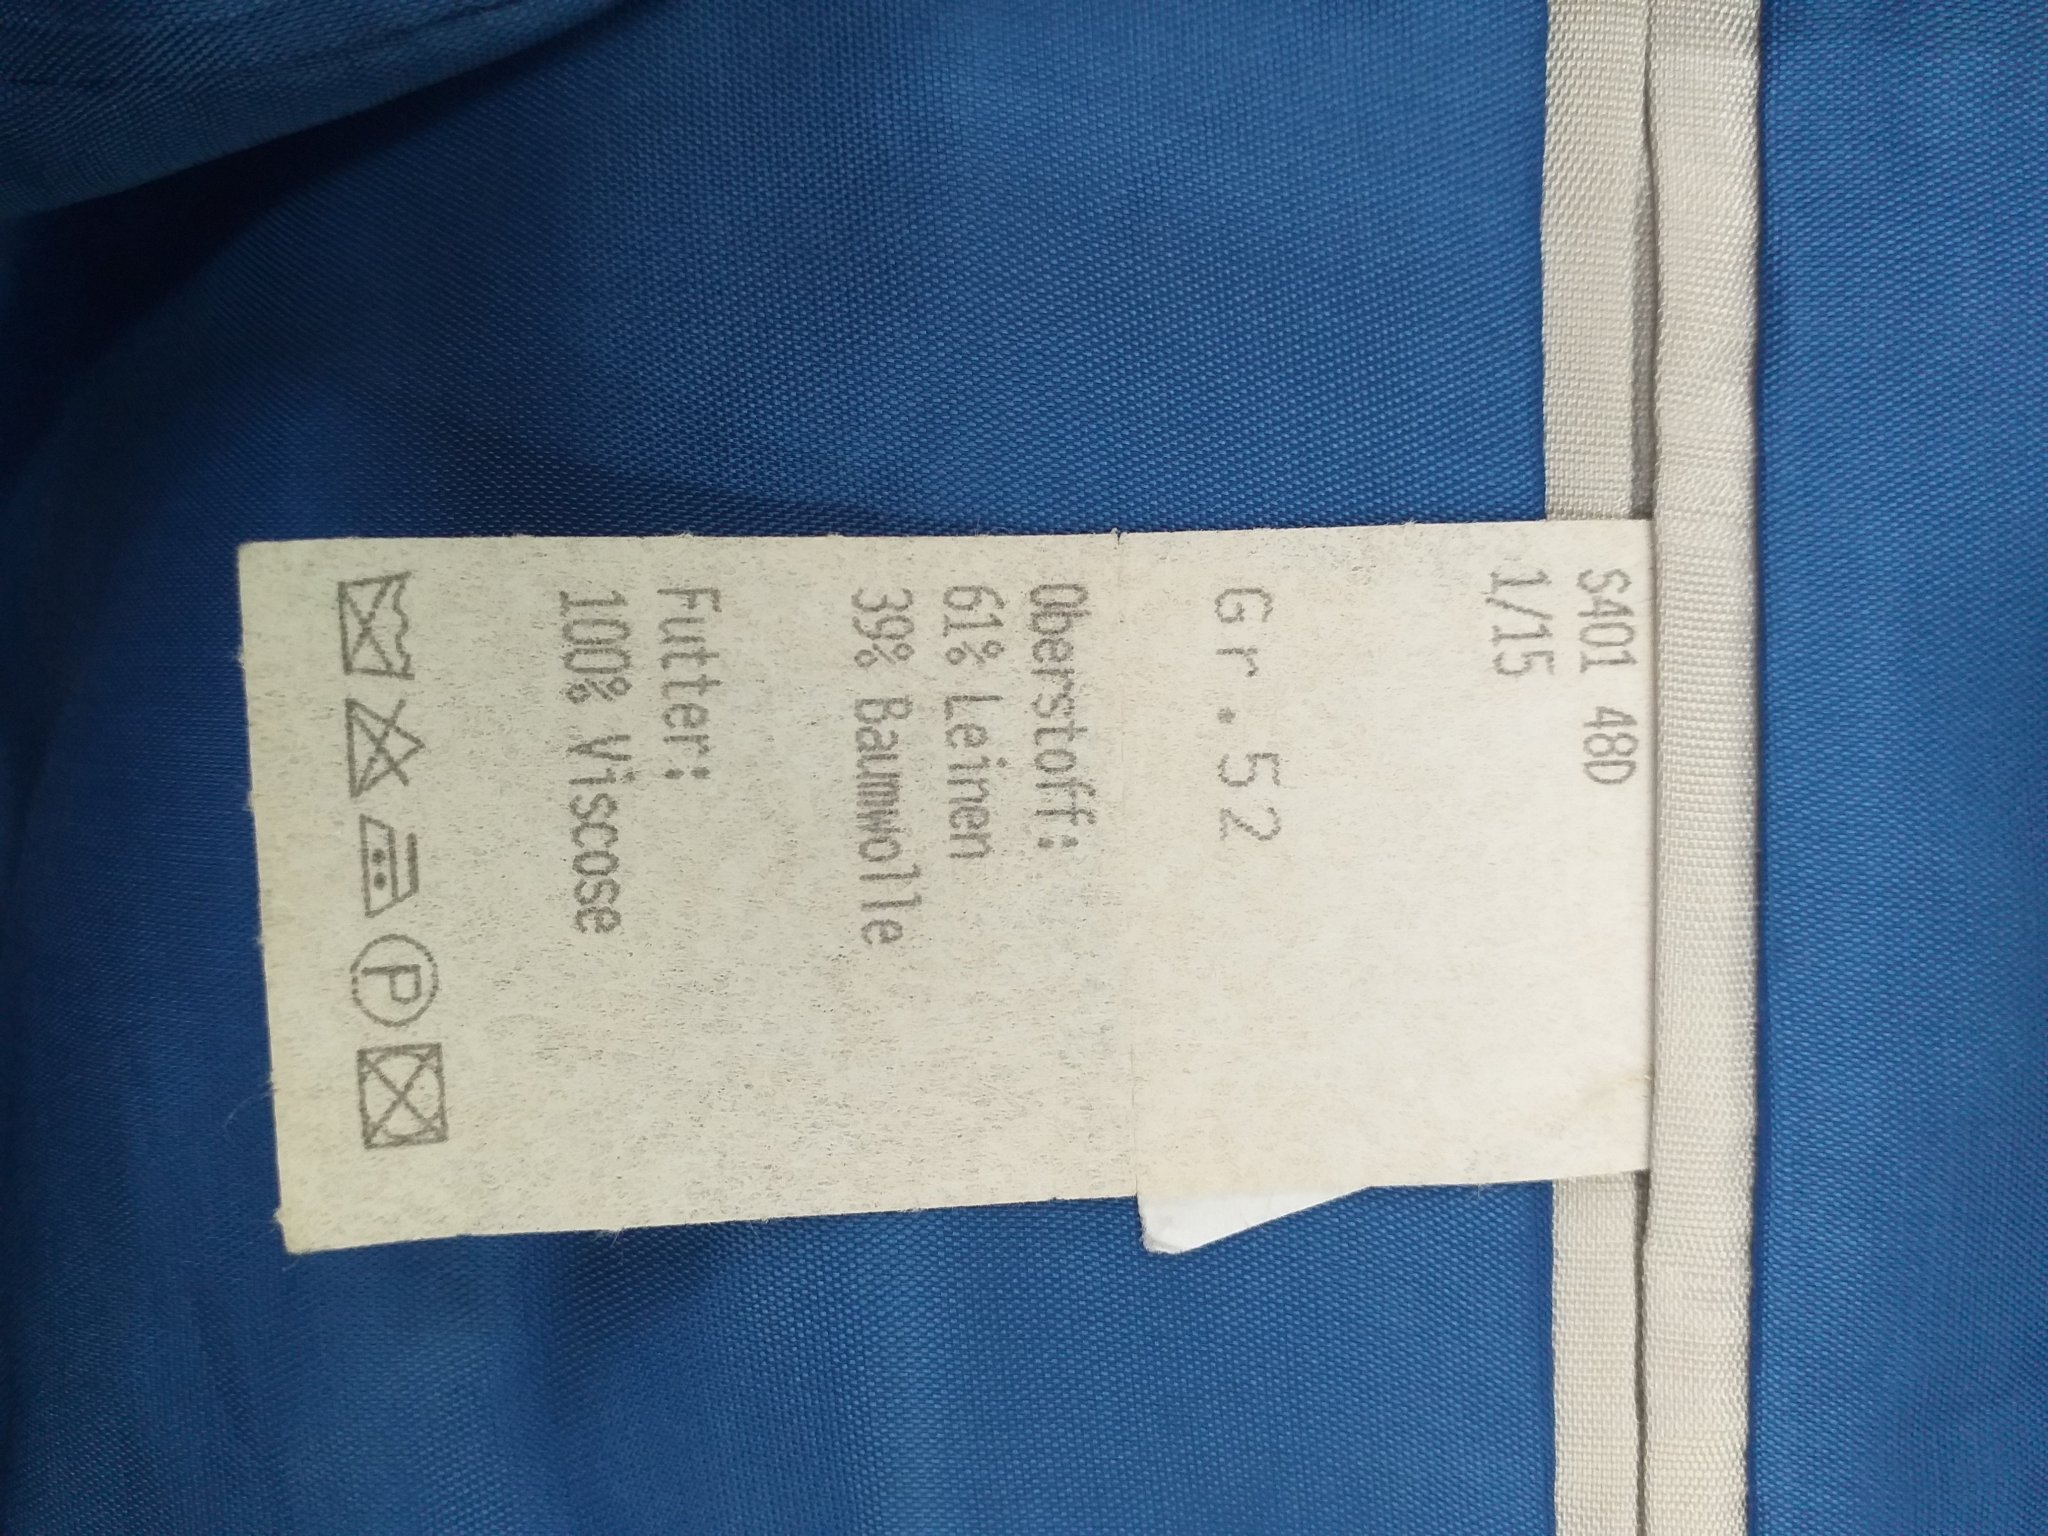 S401 48D
1/15
Gr.52
Oberstoff:
61% Leinen
39% Baumwolle
Futter:
100% Viscose
P